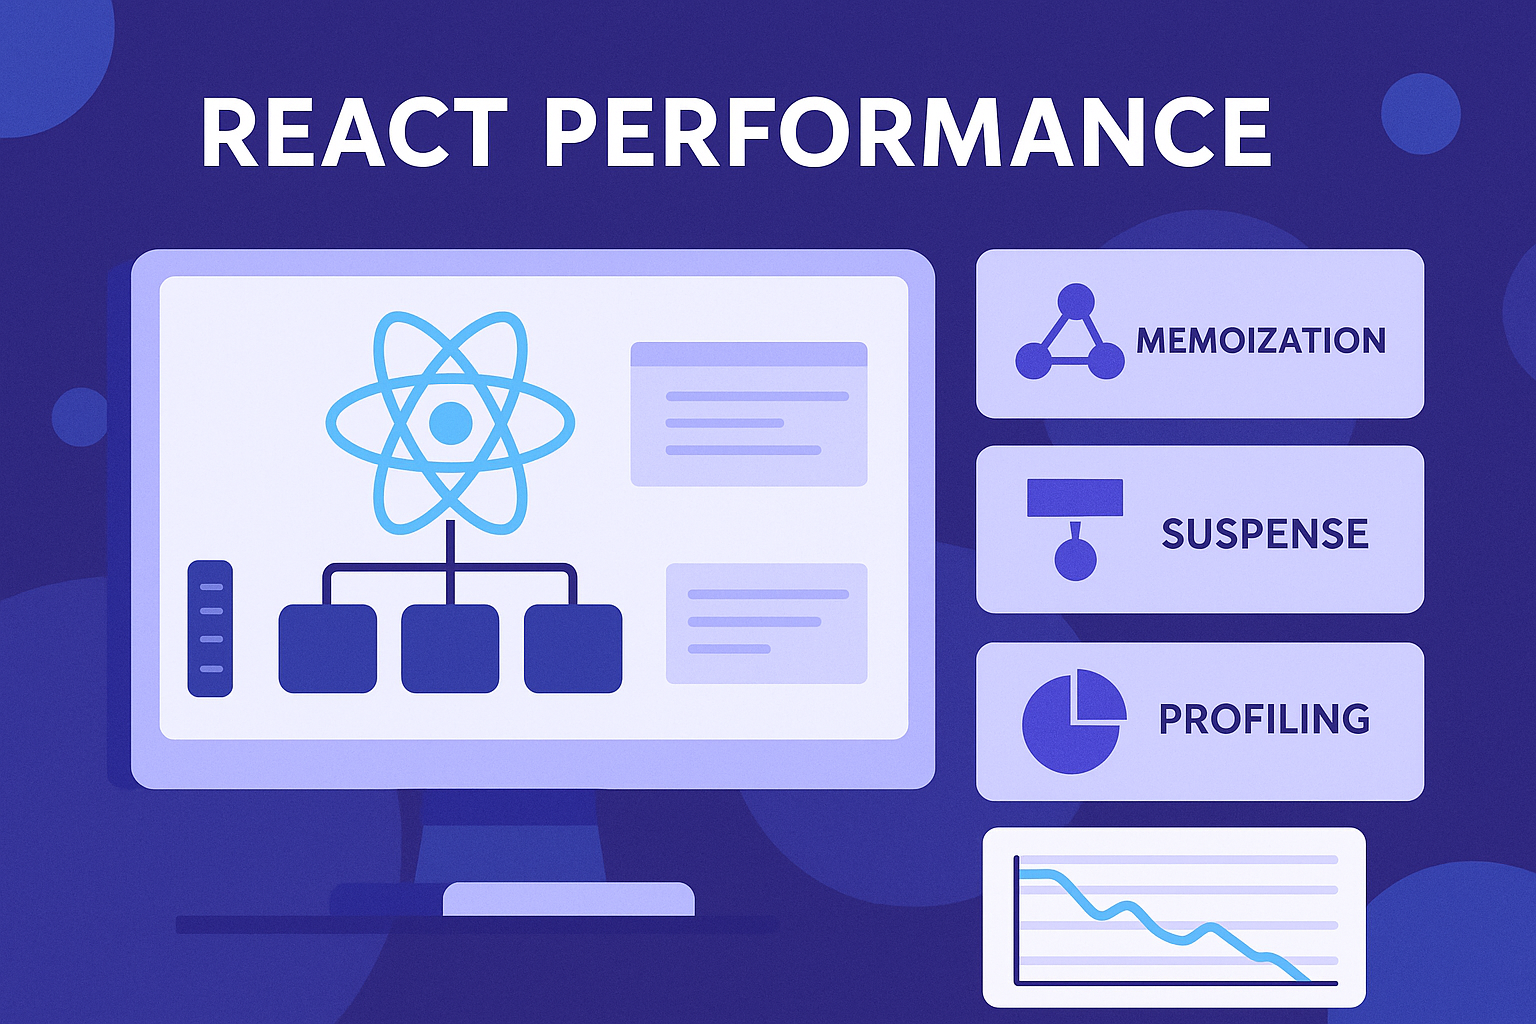 REACT PERFORMANCE
MEMOIZATION
SUSPENSE
PROFILING